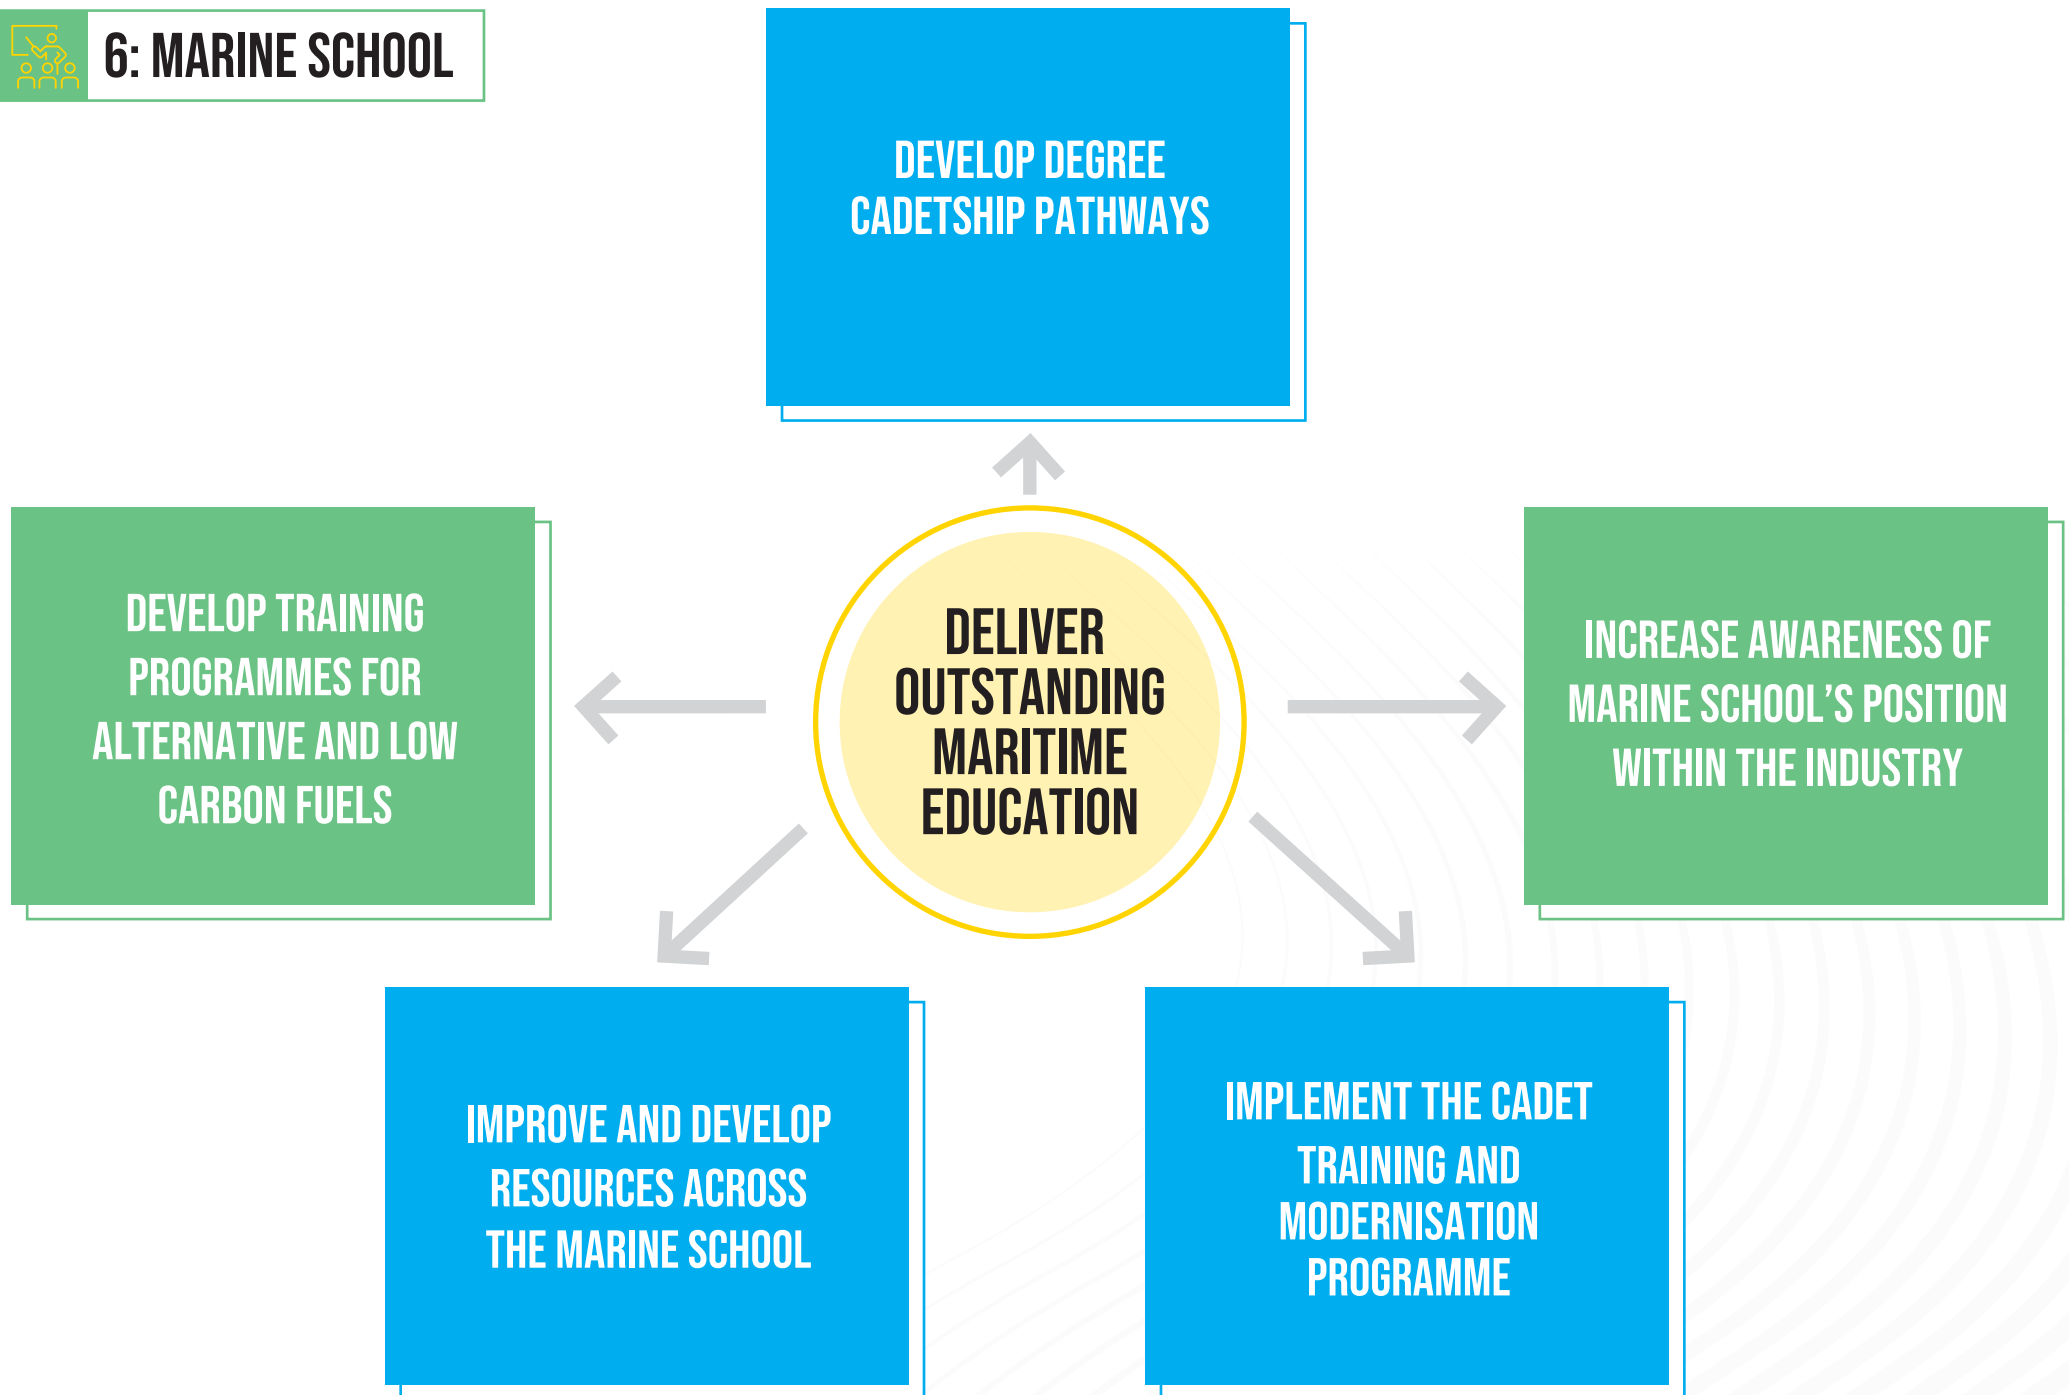 6: MARINE SCHOOL
DEVELOP DEGREE
CADETSHIP PATHWAYS
DEVELOP TRAINING
PROGRAMMES FOR
ALTERNATIVE AND LOW
CARBON FUELS
DELIVER
OUTSTANDING
MARITIME
EDUCATION
INCREASE AWARENESS OF
MARINE SCHOOL’S POSITION
WITHIN THE INDUSTRY
IMPROVE AND DEVELOP
RESOURCES ACROSS
THE MARINE SCHOOL
IMPLEMENT THE CADET
TRAINING AND
MODERNISATION
PROGRAMME